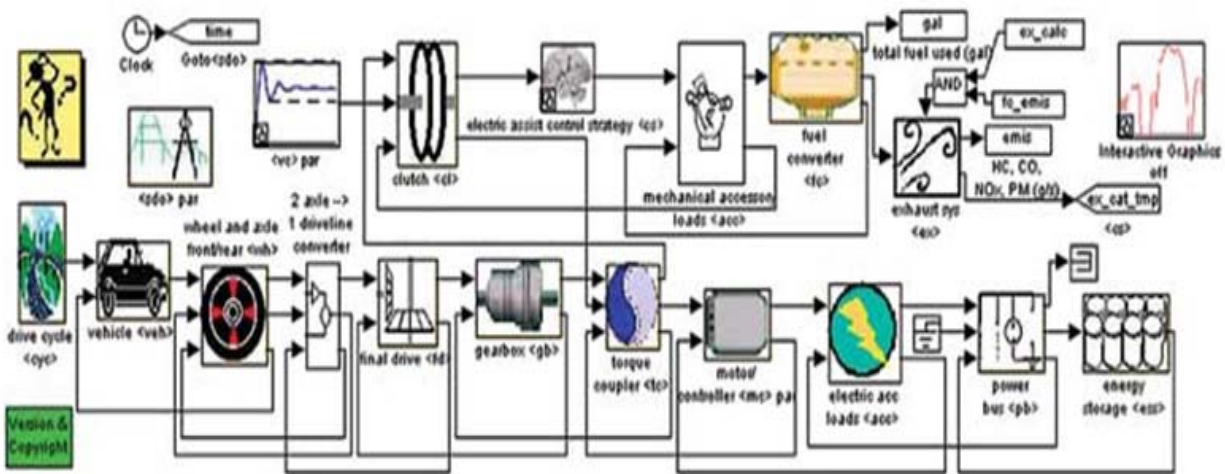 time
Goto<sdo>
Clock
<sdo> par
<vc> par
clutch <cl>
electric assist control strategy <cs>
mechanical accessory
loads <acc>
fuel
converter
<fc>
gal
total fuel used (gal)
ex_calc
AND
fc_emis
emis
HC, CO,
NOx, PM (g/s)
exhaust sys
<ex>
ex_cat_tmp
<cs>
Interactive Graphics
off
drive cycle
<cyc>
vehicle <veh>
wheel and axle
front/rear <wh>
2 axle -->
1 driveline
converter
final drive <fd>
gearbox <gb>
torque
coupler <tc>
motor/
controller <mc> par
electric acc
loads <acc>
power
bus <pb>
energy
storage <ess>
Version &
Copyright